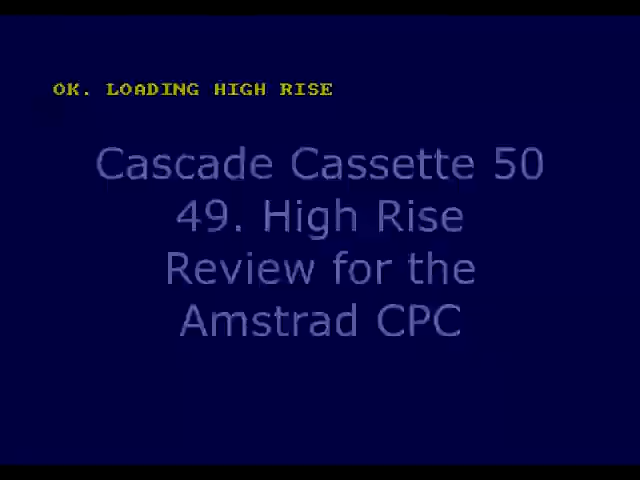 OK. LOADING HIGH RISE
Cascade Cassette 50
49. High Rise
Review for the
Amstrad CPC